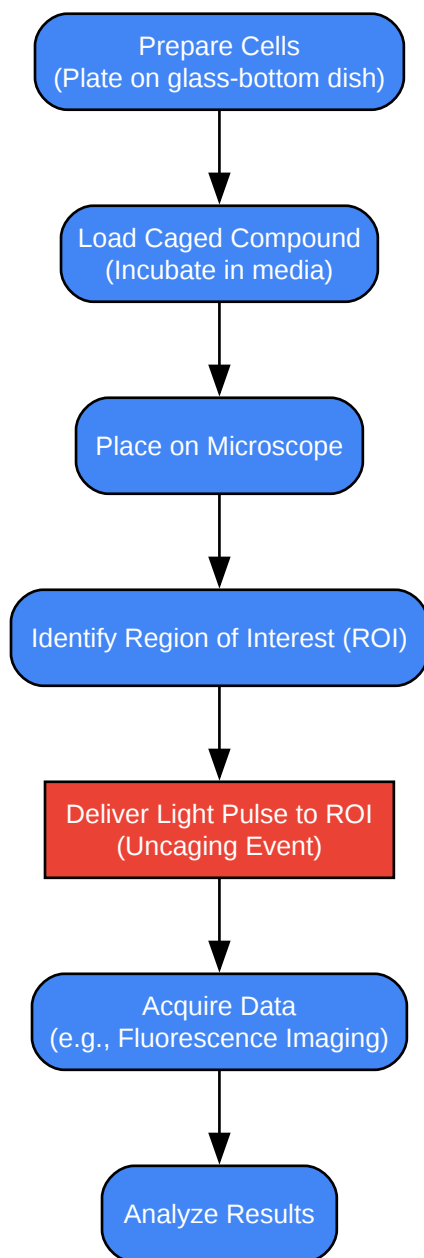 Prepare Cells
(Plate on glass-bottom dish)
Load Caged Compound
(Incubate in media)
Place on Microscope
Identify Region of Interest (ROI)
Deliver Light Pulse to ROI
(Uncaging Event)
Acquire Data
(e.g., Fluorescence Imaging)
Analyze Results